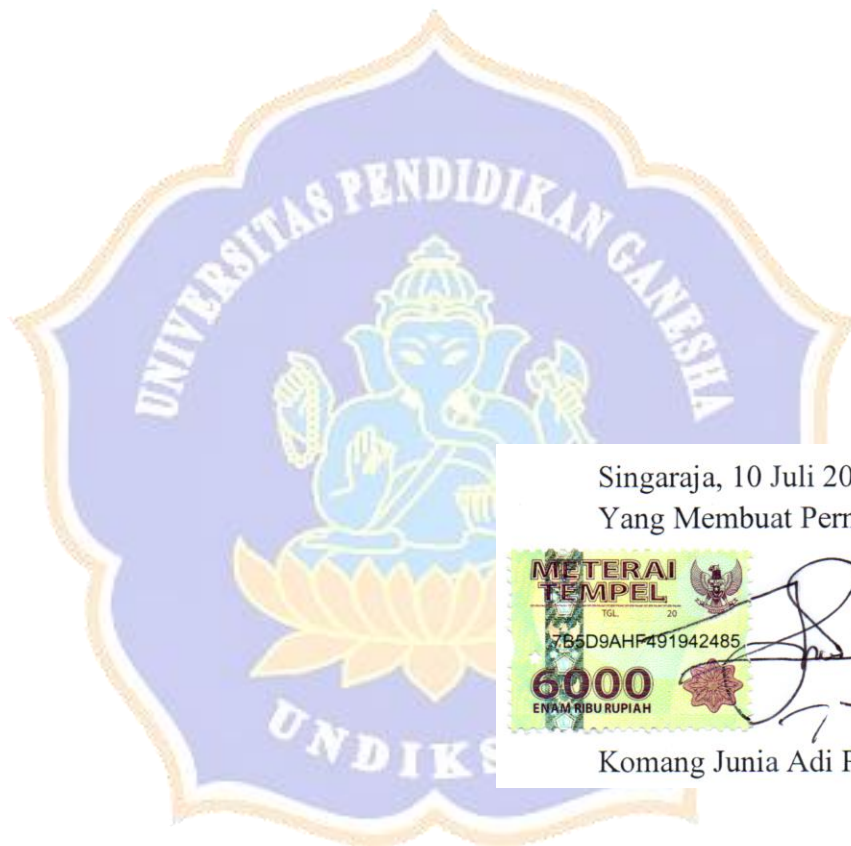 UNIVERSITAS PENDIDIKAN GANESHA
Singaraja, 10 Juli 20
Yang Membuat Pern
METERAI
TEMPEL
TGL. 20
7B5D9AHF491942485
6000
ENAM RIBU RUPIAH
UNDIKS
Komang Junia Adi P